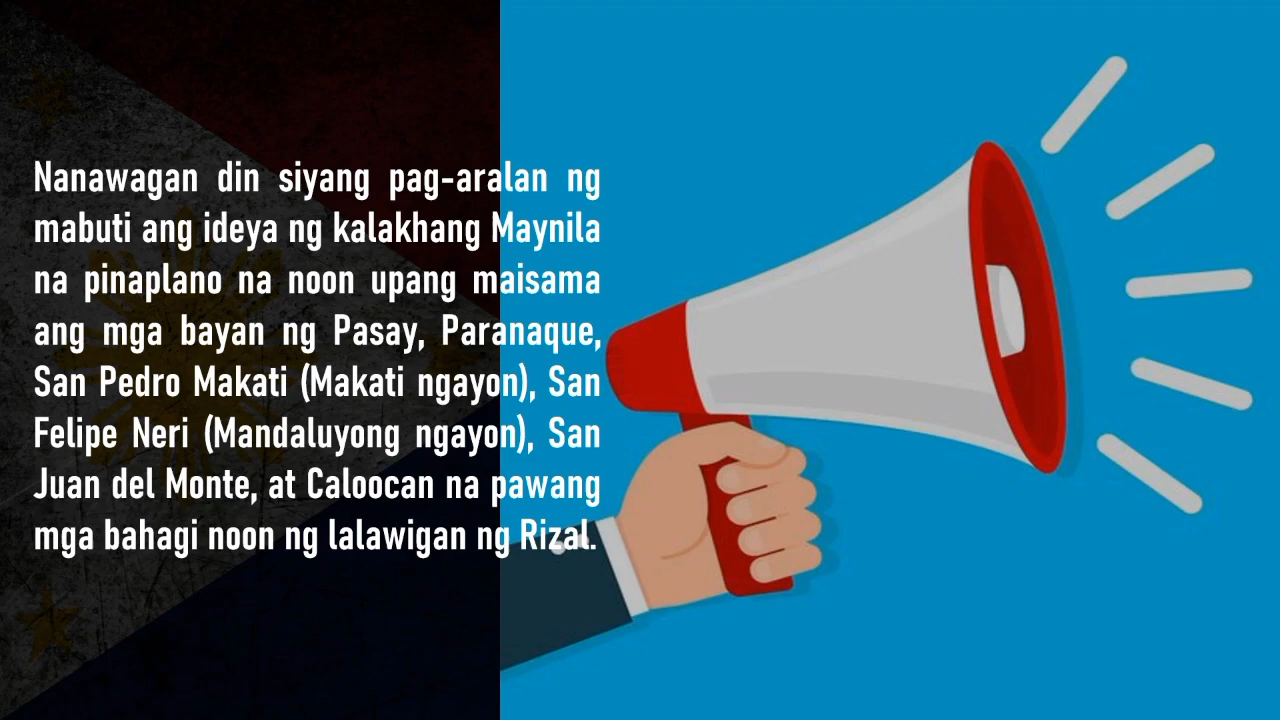 Nanawagan din siyang pag-aralan ng
mabuti ang ideya ng kalakhang Maynila
na pinaplano na noon upang maisama
ang mga bayan ng Pasay, Paranaque,
San Pedro Makati (Makati ngayon), San
Felipe Neri (Mandaluyong ngayon), San
Juan del Monte, at Caloocan na pawang
mga bahagi noon ng lalawigan ng Rizal.